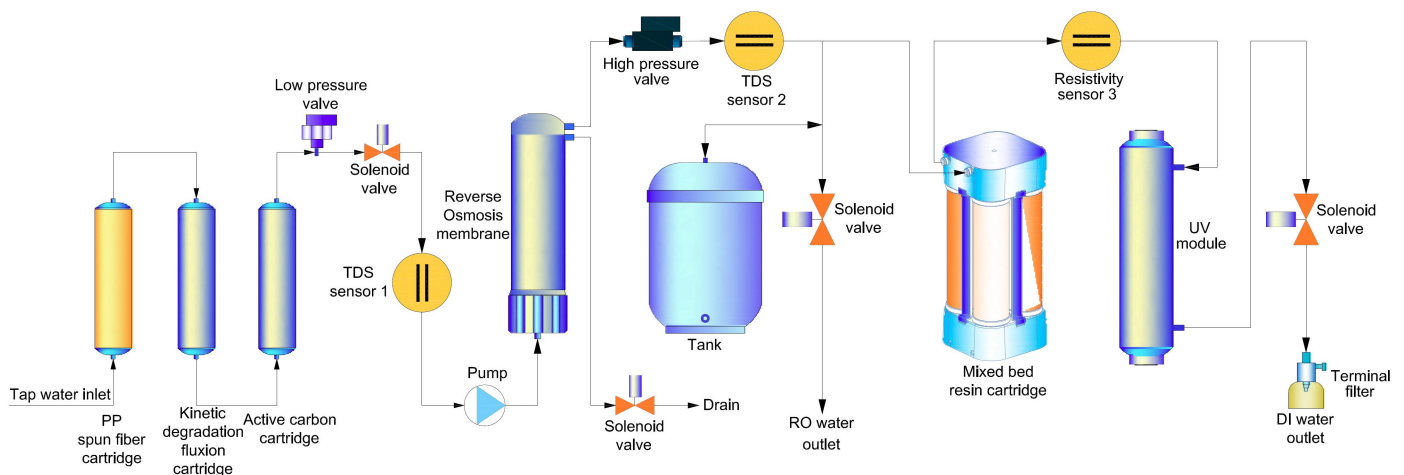 High pressure
valve
TDS
sensor 2
Resistivity
sensor 3
Low pressure
valve
Solenoid
valve
Reverse
Osmosis
membrane
TDS
sensor 1
Solenoid
valve
UV
module
Solenoid
valve
Tank
Pump
Mixed bed
resin cartridge
Terminal
filter
Tap water inlet
PP
spun fiber
cartridge
Kinetic
degradation
fluxion
cartridge
Active carbon
cartridge
Solenoid
valve
Drain
RO water
outlet
DI water
outlet